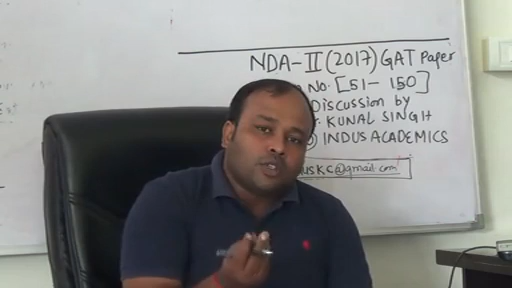 NDA-II (2017) GAT Paper
No. [51- 150]
Discussion by
KUNAL SINGH
INDUS ACADEMICS
@gmail.com